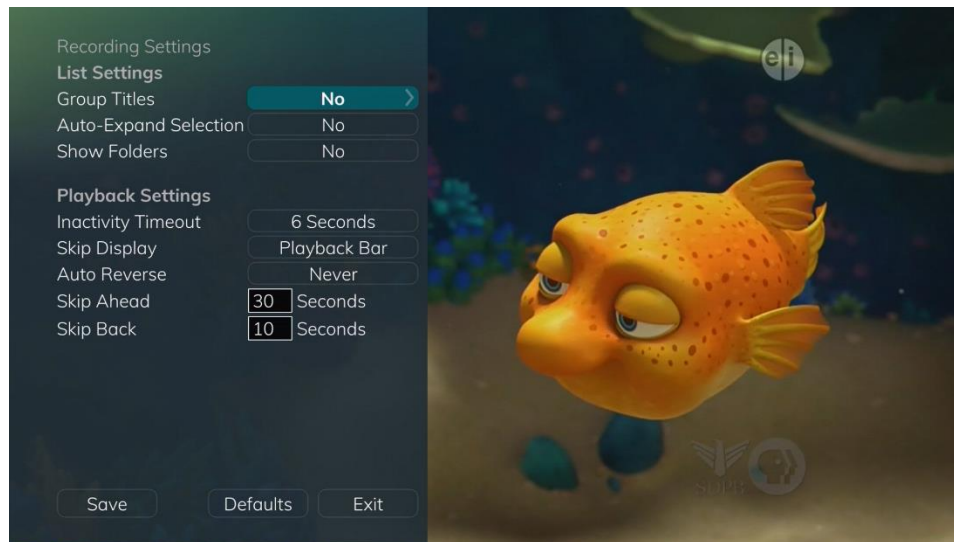 Recording Settings
List Settings
Group Titles No
Auto-Expand Selection No
Show Folders No
Playback Settings
Inactivity Timeout 6 Seconds
Skip Display Playback Bar
Auto Reverse Never
Skip Ahead 30 Seconds
Skip Back 10 Seconds
Save Defaults Exit
e|i
SDPB